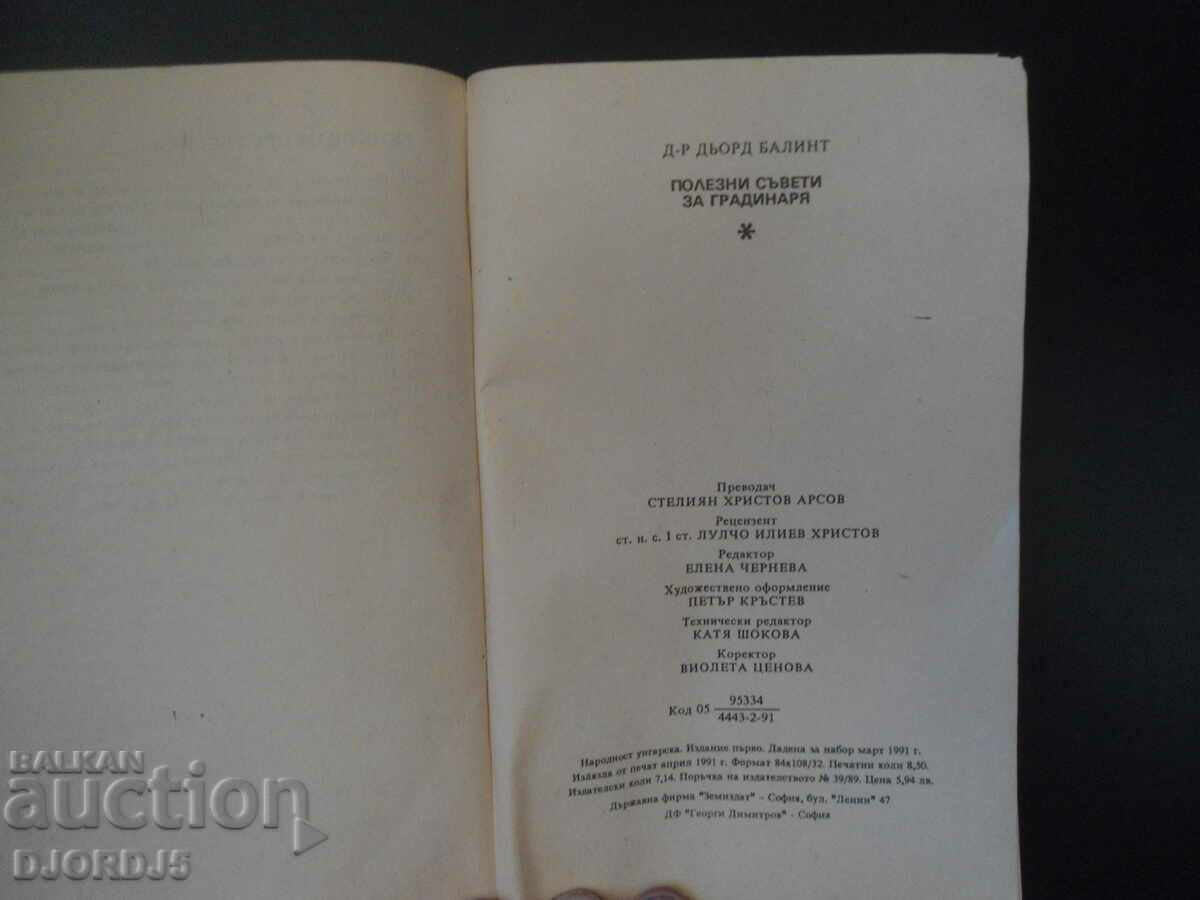 Д-Р ДЬОРД БАЛИНТ
ПОЛЕЗНИ СЪВЕТИ
ЗА ГРАДИНАРЯ
*
Преводач
СТЕЛИЯН ХРИСТОВ АРСОВ
Рецензент
ст. н. с. 1 ст. ЛУЛЧО ИЛИЕВ ХРИСТОВ
Редактор
ЕЛЕНА ЧЕРНЕВА
Художествено оформление
ПЕТЪР КРЪСТЕВ
Технически редактор
КАТЯ ШОКОВА
Коректор
ВИОЛЕТА ЦЕНОВА
Код 05 95334
4443-2-91
Народност унгарска. Издание първо. Дадена за набор март 1991 г.
Излязла от печат април 1991 г. Формат 84x108/32. Печатни коли 8,50.
Издателски коли 7,14. Поръчка на издателството № 39/89. Цена 5,94 лв.
Държавна фирма "Земиздат" - София, бул. "Ленин" 47
ДФ "Георги Димитров" - София
BALKAN
auction
DJORDJ5